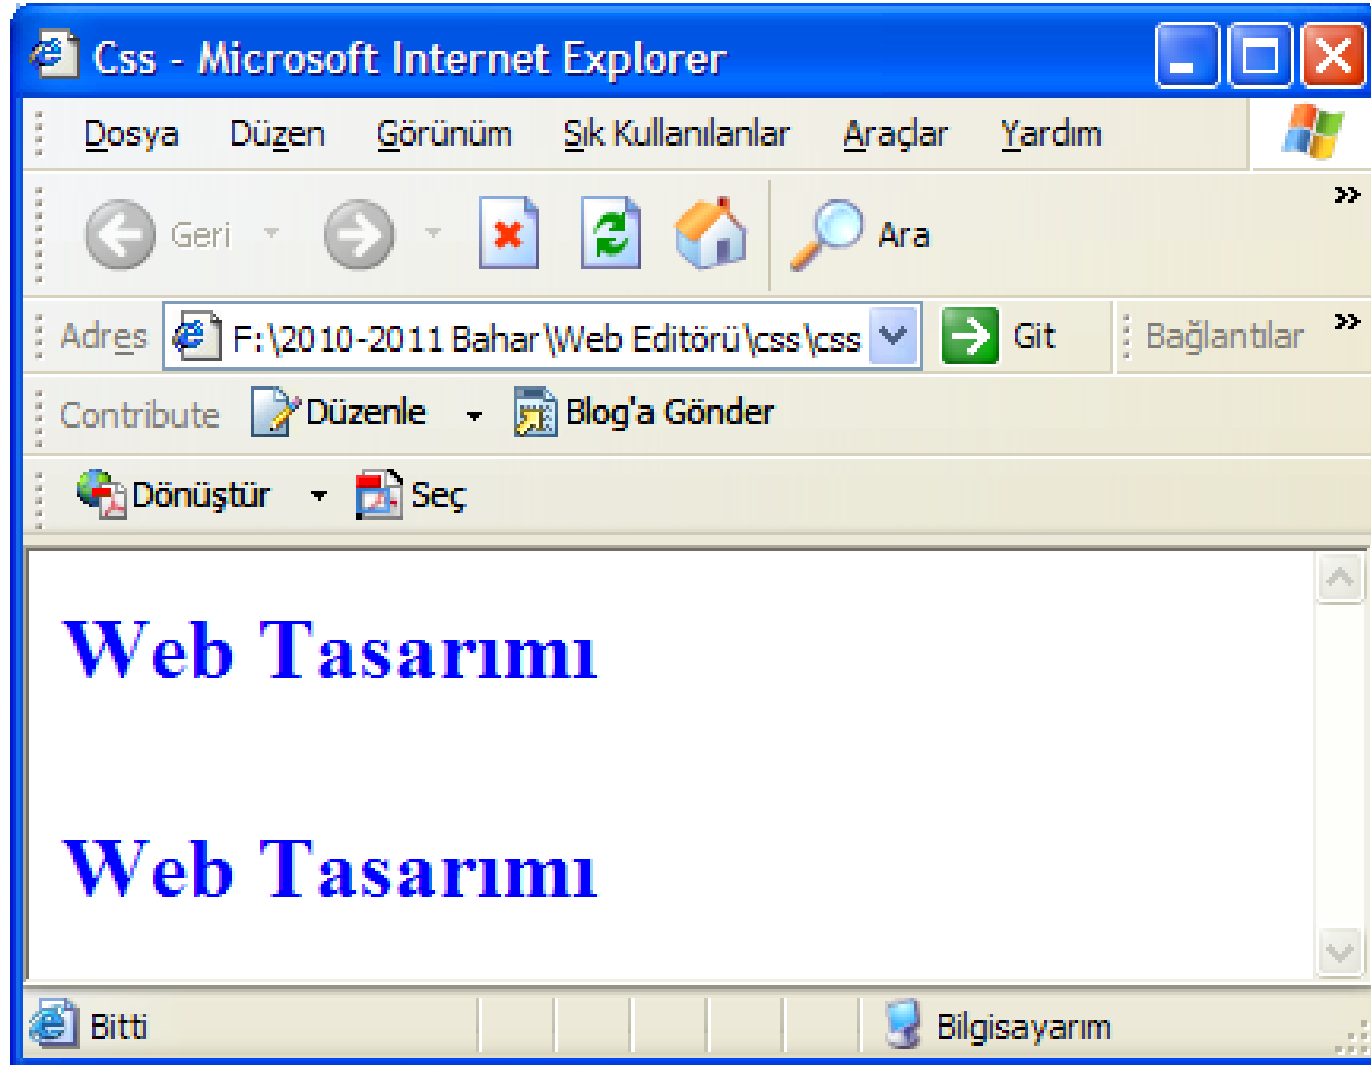 Css - Microsoft Internet Explorer
Dosya Düzen Görünüm Sık Kullanılanlar Araçlar Yardım
Geri Ara
Adres F:\2010-2011 Bahar\Web Editörü\css\css Git Bağlantılar
Contribute Düzenle Blog'a Gönder
Dönüştür Seç
Web Tasarımı
Web Tasarımı
Bitti Bilgisayarım